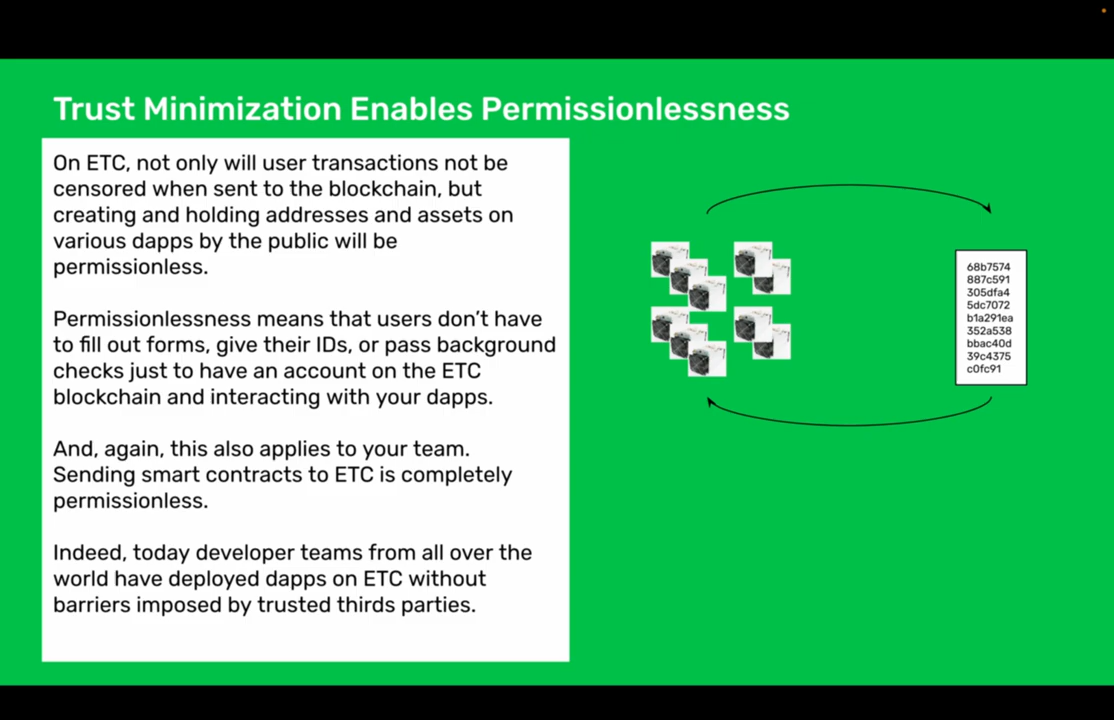 Trust Minimization Enables Permissionlessness
On ETC, not only will user transactions not be
censored when sent to the blockchain, but
creating and holding addresses and assets on
various dapps by the public will be
permissionless.
Permissionlessness means that users don’t have
to fill out forms, give their IDs, or pass background
checks just to have an account on the ETC
blockchain and interacting with your dapps.
And, again, this also applies to your team.
Sending smart contracts to ETC is completely
permissionless.
Indeed, today developer teams from all over the
world have deployed dapps on ETC without
barriers imposed by trusted thirds parties.
68b7574
887c591
305dfa4
5dc7072
b1a291ea
352a538
bbac40d
39c4375
c0fc91